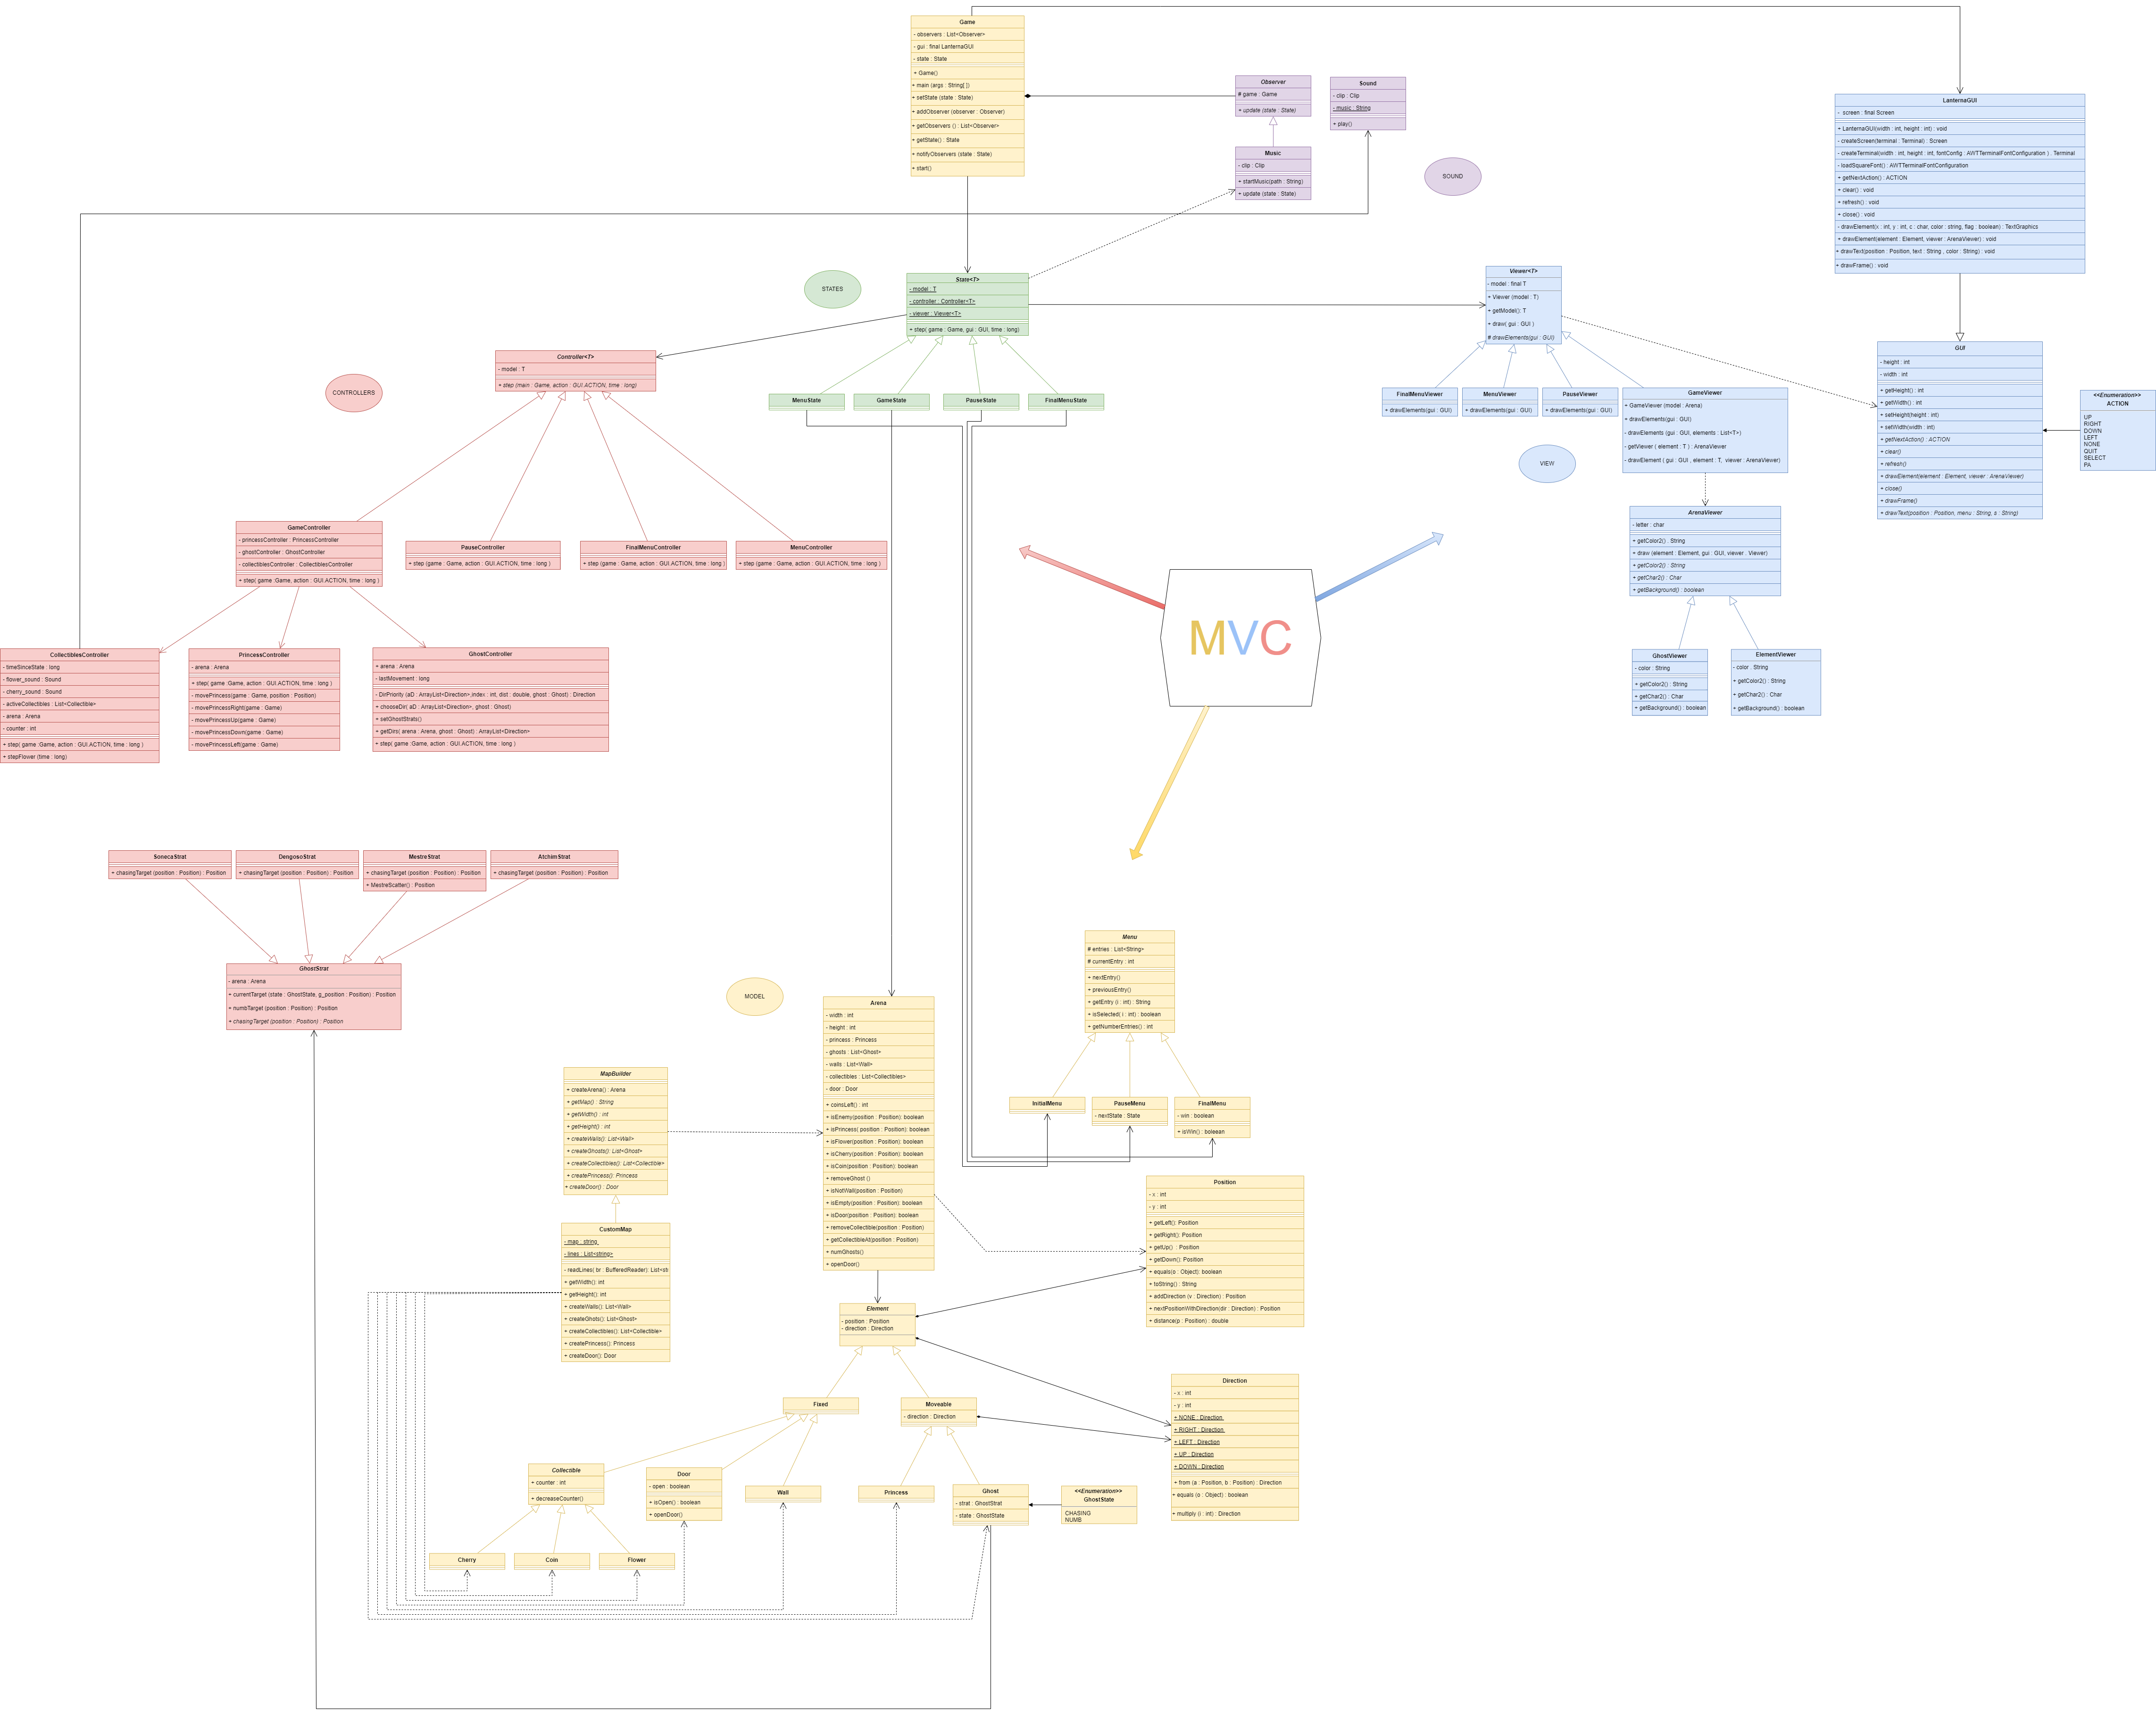 Game
- observers : List<Observer>
- gui : final LanternaGUI
- state : State
+ Game()
+ main (args : String[ ])
+ setState (state : State)
+ addObserver (observer : Observer)
+ getObservers () : List<Observer>
+ getState() : State
+ notifyObservers (state : State)
+ start()
Observer
# game : Game
+ update (state : State)
Sound
- clip : Clip
- music : String
+ play()
Music
- clip : Clip
+ startMusic(path : String)
+ update (state : State)
SOUND
LanternaGUI
- screen : final Screen
+ LanternaGUI(width : int, height : int) : void
- createScreen(terminal : Terminal) : Screen
- createTerminal(width : int, height : int, fontConfig : AWTTerminalFontConfiguration ) : Terminal
- loadSquareFont() : AWTTerminalFontConfiguration
+ getNextAction() : ACTION
+ clear() : void
+ refresh() : void
+ close() : void
- drawElement(x : int, y : int, c : char, color : string, flag : boolean) : TextGraphics
+ drawElement(element : Element, viewer : ArenaViewer) : void
+ drawText(position : Position, text : String , color : String) : void
+ drawFrame() : void
STATES
State<T>
- model : T
- controller : Controller<T>
- viewer : Viewer<T>
+ step( game : Game, gui : GUI, time : long)
MenuState
GameState
PauseState
FinalMenuState
Viewer<T>
- model : final T
+ Viewer (model : T)
+ getModel(): T
+ draw( gui : GUI )
# drawElements(gui : GUI)
FinalMenuViewer
+ drawElements(gui : GUI)
MenuViewer
+ drawElements(gui : GUI)
PauseViewer
+ drawElements(gui : GUI)
GameViewer
+ GameViewer (model : Arena)
+ drawElements(gui : GUI)
- drawElements (gui : GUI, elements : List<T>)
- getViewer ( element : T ) : ArenaViewer
- drawElement ( gui : GUI , element : T, viewer : ArenaViewer)
VIEW
GUI
- height : int
- width : int
+ getHeight() : int
+ getWidth() : int
+ setHeight(height : int)
+ setWidth(width : int)
+ getNextAction() : ACTION
+ clear()
+ refresh()
+ drawElement(element : Element, viewer : ArenaViewer)
+ close()
+ drawFrame()
+ drawText(position : Position, menu : String, s : String)
<<Enumeration>>
ACTION
UP
RIGHT
DOWN
LEFT
NONE
QUIT
SELECT
PA
ArenaViewer
- letter : char
+ getColor2() : String
+ draw (element : Element, gui : GUI, viewer : Viewer)
+ getColor2() : String
+ getChar2() : Char
+ getBackground() : boolean
GhostViewer
- color : String
+ getColor2() : String
+ getChar2() : Char
+ getBackground() : boolean
ElementViewer
- color : String
+ getColor2() : String
+ getChar2() : Char
+ getBackground() : boolean
CONTROLLERS
Controller<T>
- model : T
+ step (main : Game, action : GUI.ACTION, time : long)
GameController
- princessController : PrincessController
- ghostController : GhostController
- collectiblesController : CollectiblesController
+ step( game :Game, action : GUI.ACTION, time : long )
PauseController
+ step (game : Game, action : GUI.ACTION, time : long )
FinalMenuController
+ step (game : Game, action : GUI.ACTION, time : long )
MenuController
+ step (game : Game, action : GUI.ACTION, time : long )
CollectiblesController
- timeSinceState : long
- flower_sound : Sound
- cherry_sound : Sound
- activeCollectibles : List<Collectible>
- arena : Arena
- counter : int
+ step( game :Game, action : GUI.ACTION, time : long )
+ stepFlower (time : long)
PrincessController
- arena : Arena
+ step( game :Game, action : GUI.ACTION, time : long )
- movePrincess(game : Game, position : Position)
- movePrincessRight(game : Game)
- movePrincessUp(game : Game)
- movePrincessDown(game : Game)
- movePrincessLeft(game : Game)
GhostController
+ arena : Arena
- lastMovement : long
- DirPriority (aD : ArrayList<Direction>,index : int, dist : double, ghost : Ghost) : Direction
+ chooseDir( aD : ArrayList<Direction>, ghost : Ghost)
+ setGhostStrats()
+ getDirs( arena : Arena, ghost : Ghost) : ArrayList<Direction>
+ step( game :Game, action : GUI.ACTION, time : long )
MVC
SonecaStrat
+ chasingTarget (position : Position) : Position
DengosoStrat
+ chasingTarget (position : Position) : Position
MestreStrat
+ chasingTarget (position : Position) : Position
+ MestreScatter() : Position
AtchimStrat
+ chasingTarget (position : Position) : Position
GhostStrat
- arena : Arena
+ currentTarget (state : GhostState, g_position : Position) : Position
+ numbTarget (position : Position) : Position
+ chasingTarget (position : Position) : Position
MODEL
Menu
# entries : List<String>
# currentEntry : int
+ nextEntry()
+ previousEntry()
+ getEntry (i : int) : String
+ isSelected( i : int) : boolean
+ getNumberEntries() : int
InitialMenu
PauseMenu
- nextState : State
FinalMenu
- win : boolean
+ isWin() : boleean
Arena
- width : int
- height : int
- princess : Princess
- ghosts : List<Ghost>
- walls : List<Wall>
- collectibles : List<Collectibles>
- door : Door
+ coinsLeft() : int
+ isEnemy(position : Position): boolean
+ isPrincess( position : Position): boolean
+ isFlower(position : Position): boolean
+ isCherry(position : Position): boolean
+ isCoin(position : Position): boolean
+ removeGhost ()
+ isNotWall(position : Position)
+ isEmpty(position : Position): boolean
+ isDoor(position : Position): boolean
+ removeCollectible(position : Position)
+ getCollectibleAt(position : Position)
+ numGhosts()
+ openDoor()
MapBuilder
+ createArena() : Arena
+ getMap() : String
+ getWidth() : int
+ getHeight() : int
+ createWalls(): List<Wall>
+ createGhosts(): List<Ghost>
+ createCollectibles(): List<Collectible>
+ createPrincess(): Princess
+ createDoor() : Door
CustomMap
- map : string
- lines : List<string>
- readLines( br : BufferedReader): List<stri
+ getWidth(): int
+ getHeight(): int
+ createWalls(): List<Wall>
+ createGhots(): List<Ghost>
+ createCollectibles(): List<Collectible>
+ createPrincess(): Princess
+ createDoor(): Door
Position
- x : int
- y : int
+ getLeft(): Position
+ getRight(): Position
+ getUp() : Position
+ getDown(): Position
+ equals(o : Object): boolean
+ toString() : String
+ addDirection (v : Direction) : Position
+ nextPositionWithDirection(dir : Direction) : Position
+ distance(p : Position) : double
Element
- position : Position
- direction : Direction
Direction
- x : int
- y : int
+ NONE : Direction
+ RIGHT : Direction
+ LEFT : Direction
+ UP : Direction
+ DOWN : Direction
+ from (a : Position, b : Position) : Direction
+ equals (o : Object) : boolean
+ multiply (i : int) : Direction
Fixed
Moveable
- direction : Direction
Collectible
+ counter : int
+ decreaseCounter()
Door
- open : boolean
+ isOpen() : boolean
+ openDoor()
Wall
Princess
Ghost
- strat : GhostStrat
- state : GhostState
<<Enumeration>>
GhostState
CHASING
NUMB
Cherry
Coin
Flower